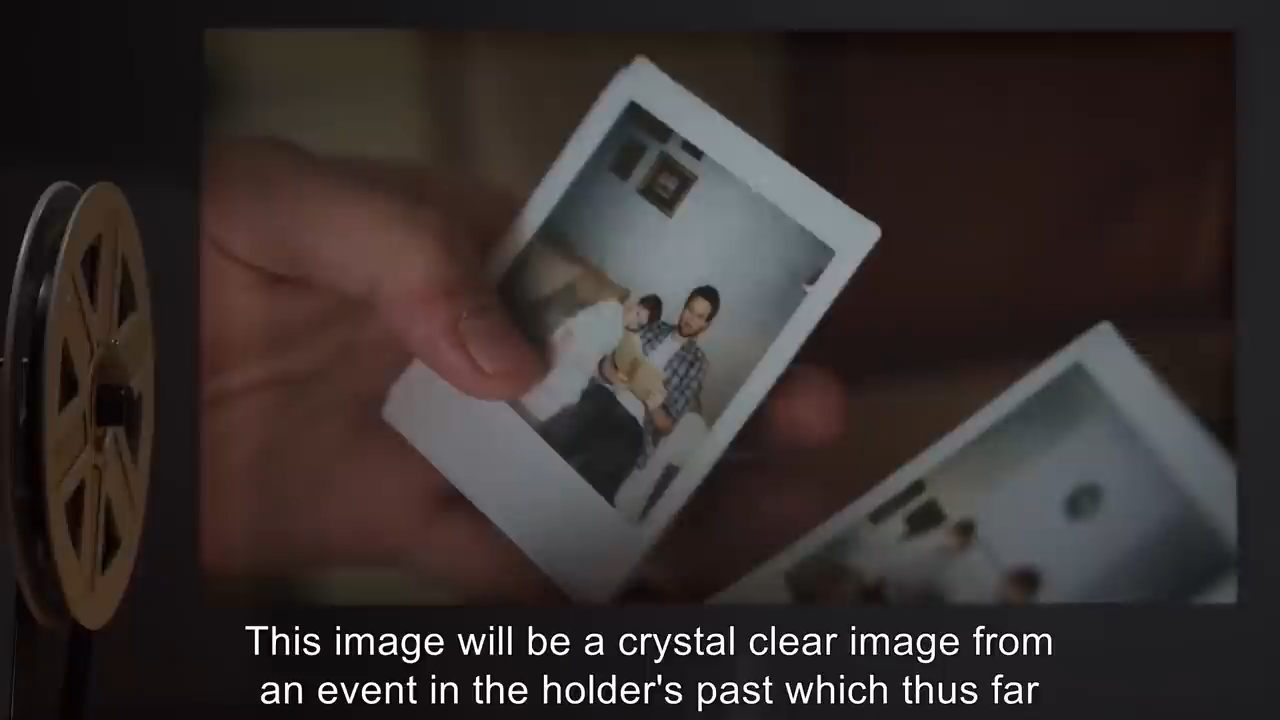 This image will be a crystal clear image from
an event in the holder's past which thus far